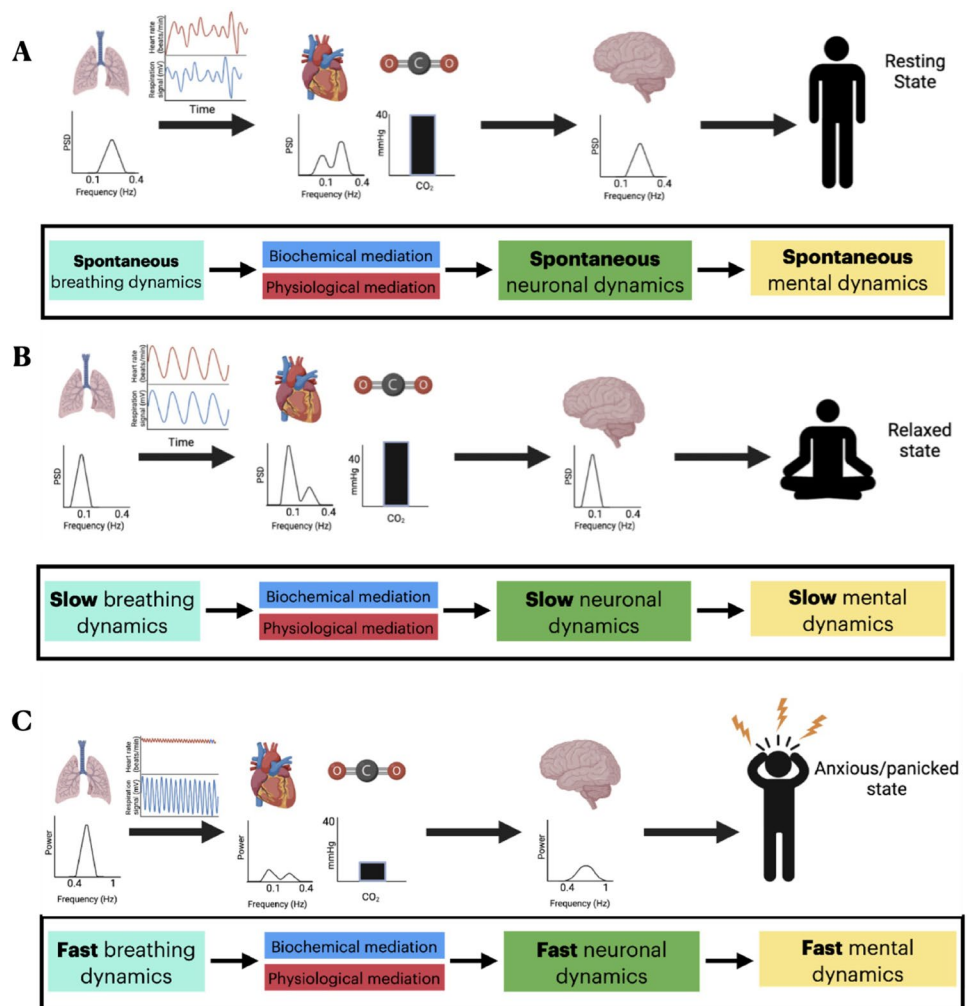 A
Heart rate
(beats/min)
Respiration
signal (mV)
Time
PSD
0.1 0.4
Frequency (Hz)
PSD
0.1 0.4
Frequency (Hz)
O C O
40
mmHg
CO2
PSD
0.1 0.4
Frequency (Hz)
Resting
State
Spontaneous
breathing dynamics
Biochemical mediation
Physiological mediation
Spontaneous
neuronal dynamics
Spontaneous
mental dynamics
B
Heart rate
(beats/min)
Respiration
signal (mV)
Time
PSD
0.1 0.4
Frequency (Hz)
PSD
0.1 0.4
Frequency (Hz)
O C O
40
mmHg
CO2
PSD
0.1 0.4
Frequency (Hz)
Relaxed
state
Slow breathing
dynamics
Biochemical mediation
Physiological mediation
Slow neuronal
dynamics
Slow mental
dynamics
C
Heart rate
(beats/min)
Respiration
signal (mV)
Time
Power
0.4 1
Frequency (Hz)
Power
0.1 0.4
Frequency (Hz)
O C O
40
mmHg
CO2
Power
0.4 1
Frequency (Hz)
Anxious/panicked
state
Fast breathing
dynamics
Biochemical mediation
Physiological mediation
Fast neuronal
dynamics
Fast mental
dynamics